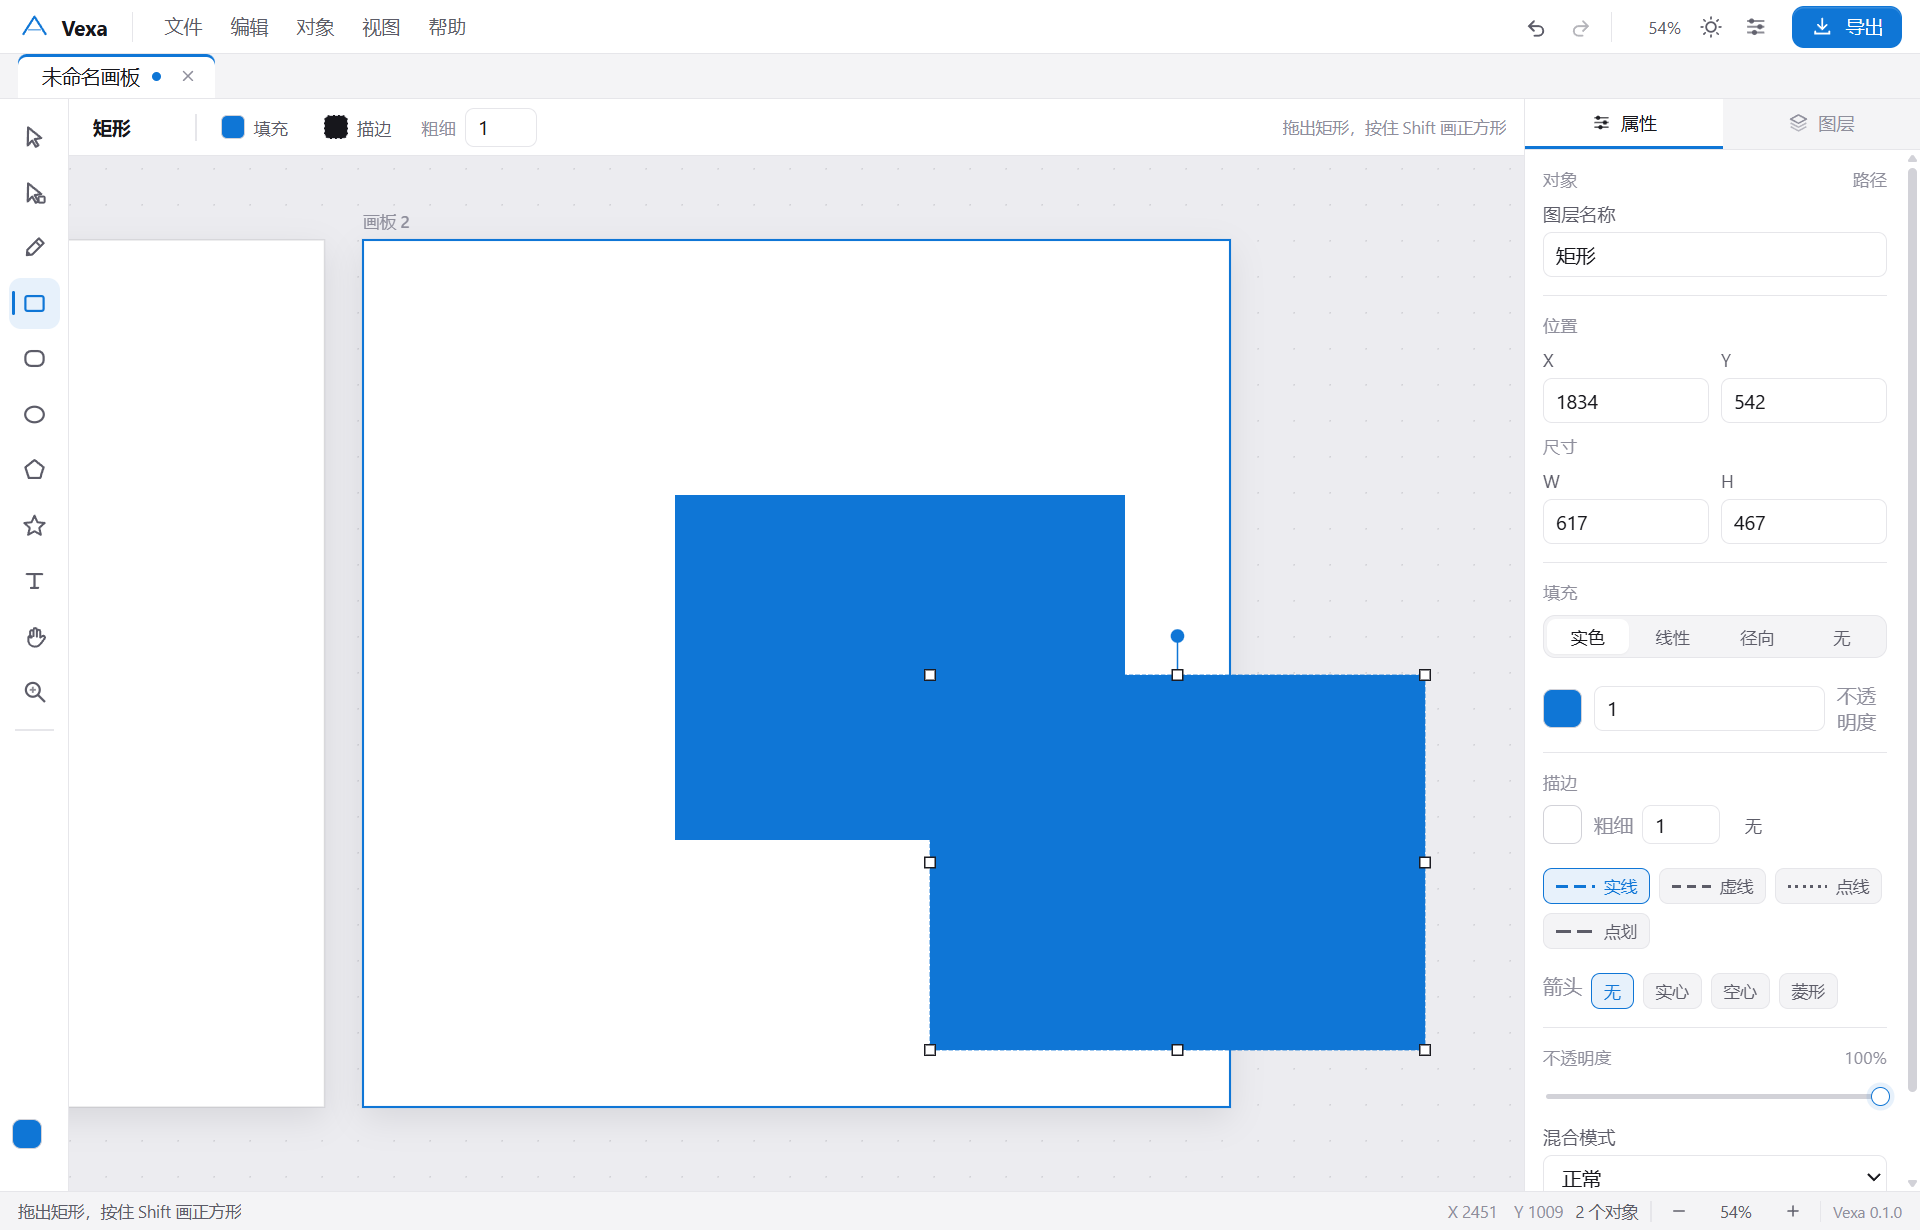 Vexa 文件 编辑 对象 视图 帮助 54% 导出
未命名画板
矩形 填充 描边 粗细 1 拖出矩形，按住 Shift 画正方形
属性 图层
画板 2
对象 路径
图层名称
矩形
位置
X Y
1834 542
尺寸
W H
617 467
填充
实色 线性 径向 无
1 不透
明度
描边
粗细 1 无
实线 虚线 点线
点划
箭头 无 实心 空心 菱形
不透明度 100%
混合模式
正常
拖出矩形，按住 Shift 画正方形 X 2451 Y 1009 2 个对象 54% Vexa 0.1.0